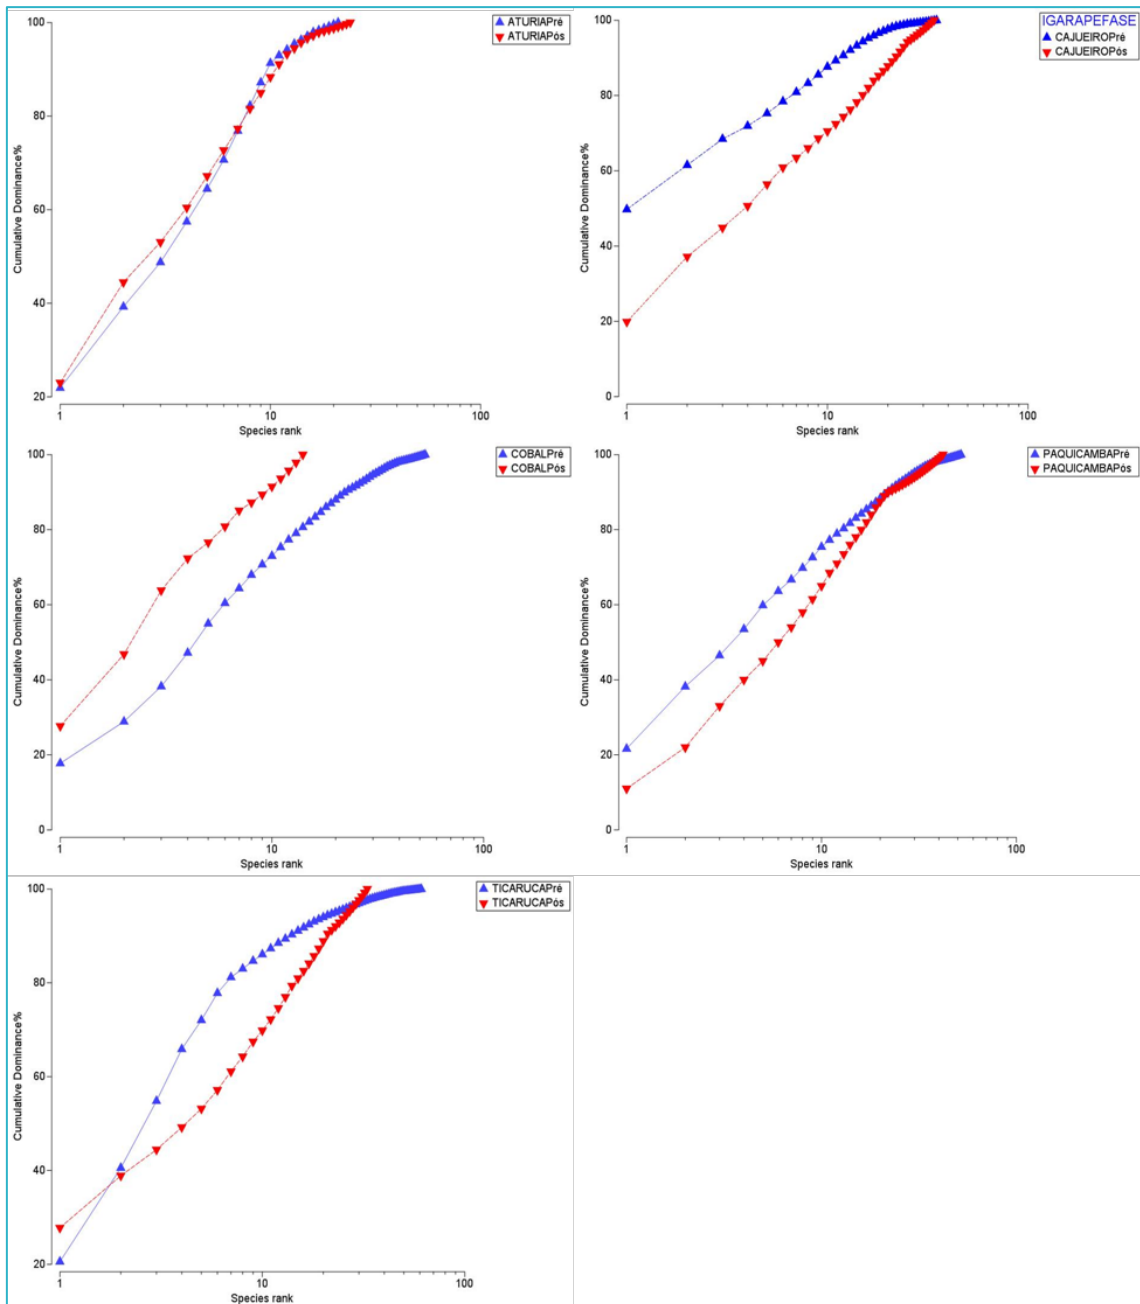 100
80
60
40
20
Cumulative Dominance%
1
10
100
Species rank
ATURIAPré
ATURIAPós
100
80
60
40
20
0
Cumulative Dominance%
1
10
100
Species rank
IGARAPEFASE
CAJUEIROPré
CAJUEIROPós
100
80
60
40
20
0
Cumulative Dominance%
1
10
100
Species rank
COBALPré
COBALPós
100
80
60
40
20
0
Cumulative Dominance%
1
10
100
Species rank
PAQUICAMBAPré
PAQUICAMBAPós
100
80
60
40
20
Cumulative Dominance%
1
10
100
Species rank
TICARUCAPré
TICARUCAPós